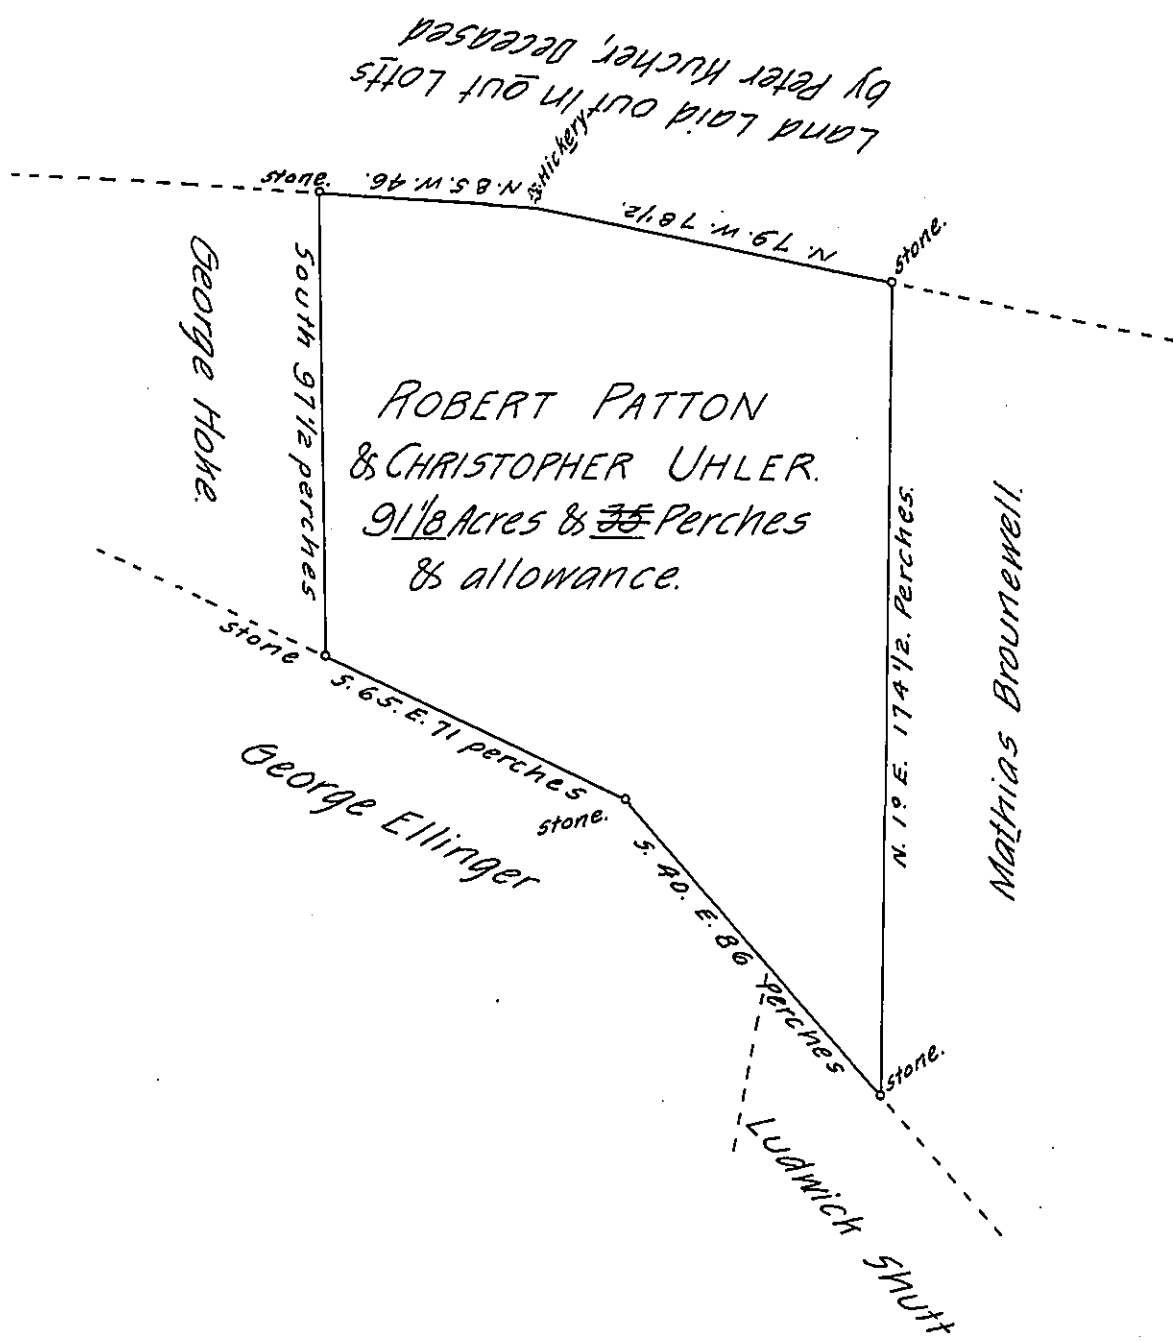 Land Laid out in out Lotts
by Peter Kucher, Deceased
stone.
N. 85. W. 46.
Hickery
N. 79. W. 78 1/2.
stone.
George Hoke.
South 97 1/2 perches
ROBERT PATTON
& CHRISTOPHER UHLER.
91 1/8 Acres & 35 Perches
& allowance.
N. 1° E. 174 1/2. Perches.
Mathias Brounewell.
stone
S. 65. E. 71 perches
George Ellinger
stone.
S. 40. E. 86 perches
stone.
Ludwick Shutt